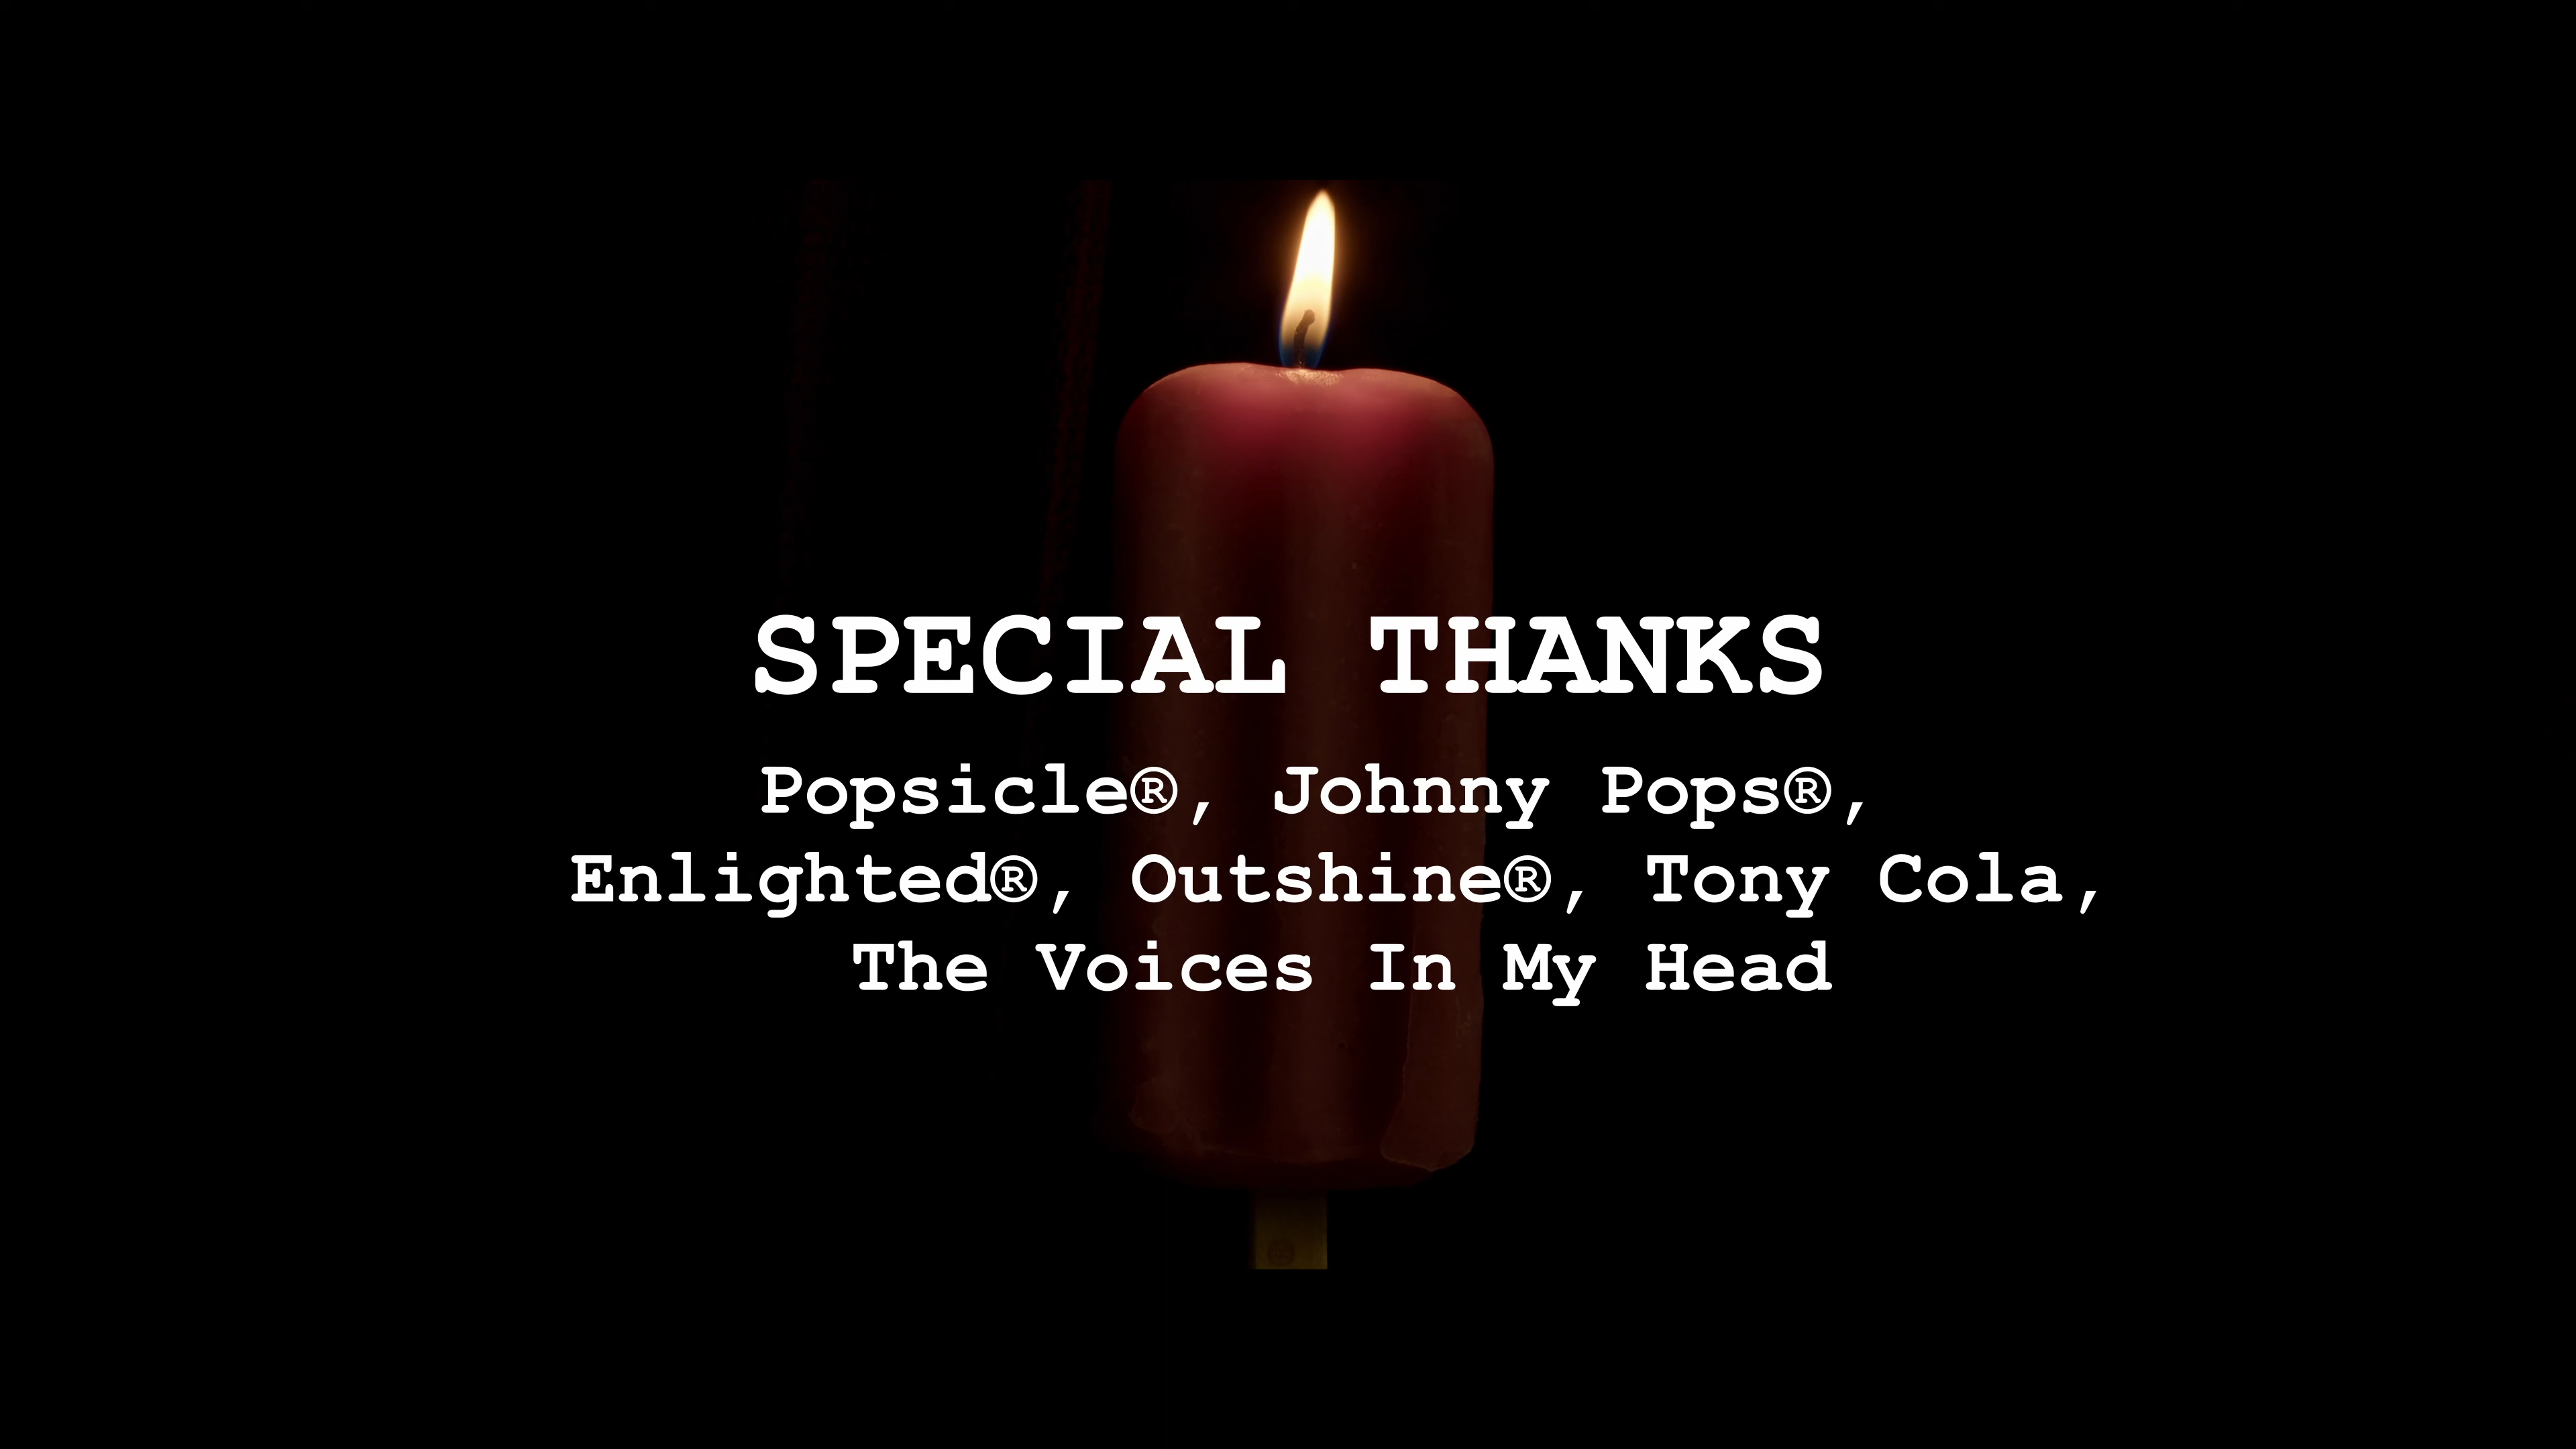 SPECIAL THANKS
Popsicle®, Johnny Pops®,
Enlighted®, Outshine®, Tony Cola,
The Voices In My Head